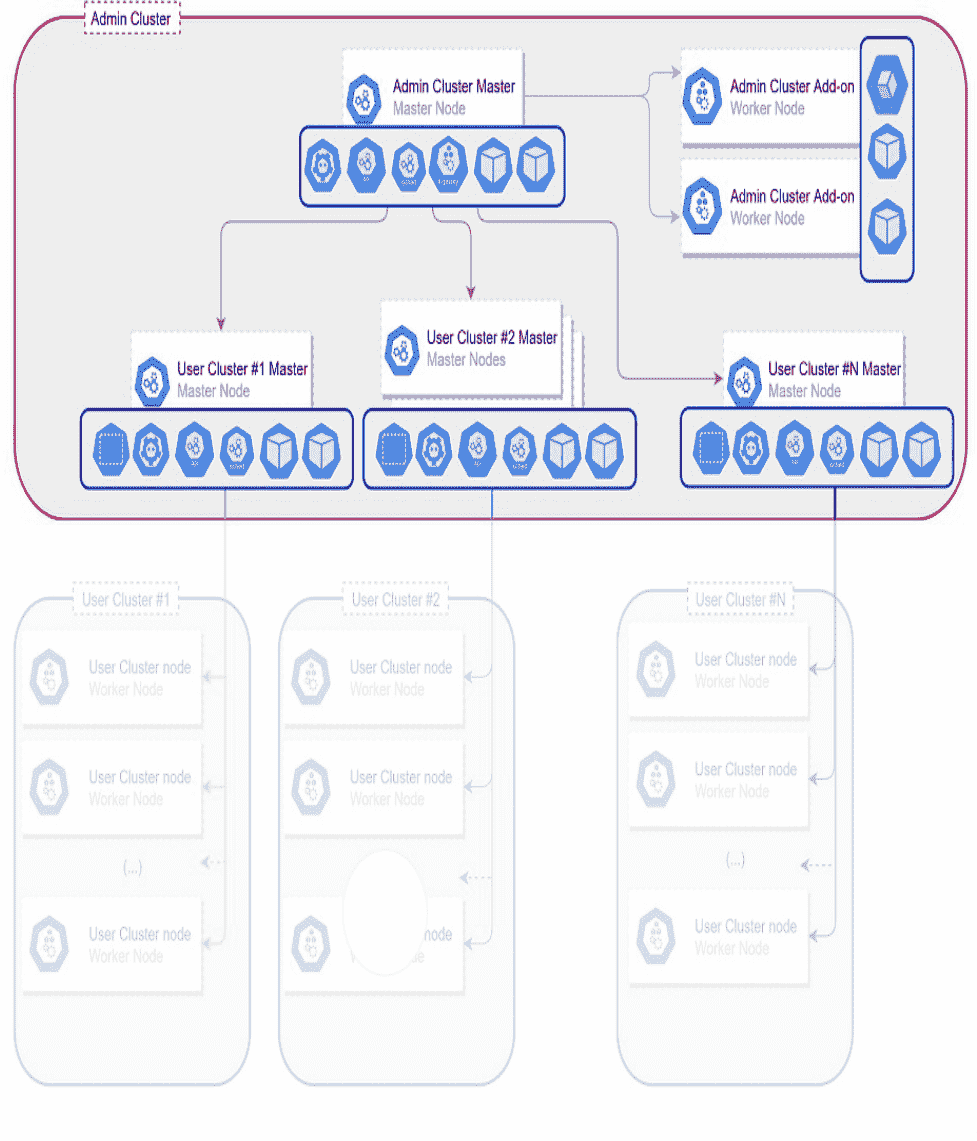 Admin Cluster
Admin Cluster Master
Master Node
Admin Cluster Add-on
Worker Node
Admin Cluster Add-on
Worker Node
User Cluster #1 Master
Master Node
User Cluster #2 Master
Master Nodes
User Cluster #N Master
Master Node
User Cluster #1
User Cluster node
Worker Node
User Cluster node
Worker Node
(...)
User Cluster node
Worker Node
User Cluster #2
User Cluster node
Worker Node
User Cluster node
Worker Node
User Cluster #N
User Cluster node
Worker Node
User Cluster node
Worker Node
(...)
User Cluster node
Worker Node